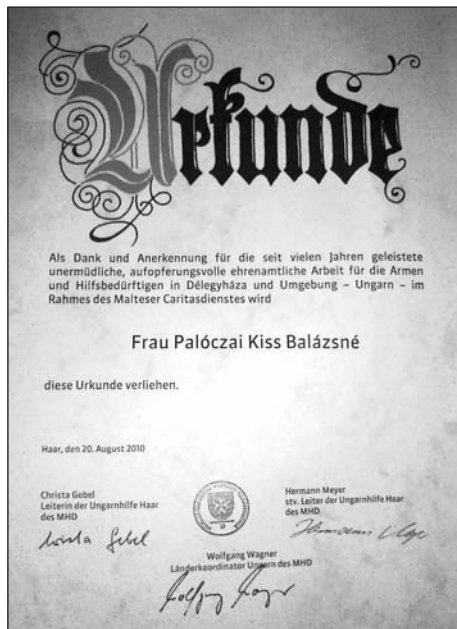 Urkunde
Als Dank und Anerkennung für die seit vielen Jahren geleistete
unermüdliche, aufopferungsvolle ehrenamtliche Arbeit für die Armen
und Hilfsbedürftigen in Délegyháza und Umgebung – Ungarn – im
Rahmes des Malteser Caritasdienstes wird
Frau Palóczai Kiss Balázsné
diese Urkunde verliehen.
Haar, den 20. August 2010
Christa Gebel
Leiterin der Ungarnhilfe Haar
des MHD
Christa Gebel
Hermann Meyer
stv. Leiter der Ungarnhilfe Haar
des MHD
Wolfgang Wagner
Länderkoordinator Ungarn des MHD